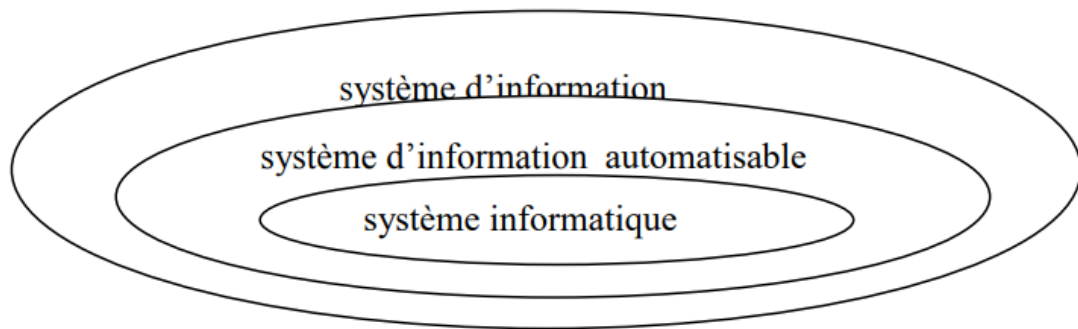 système d’information
système d’information automatisable
système informatique